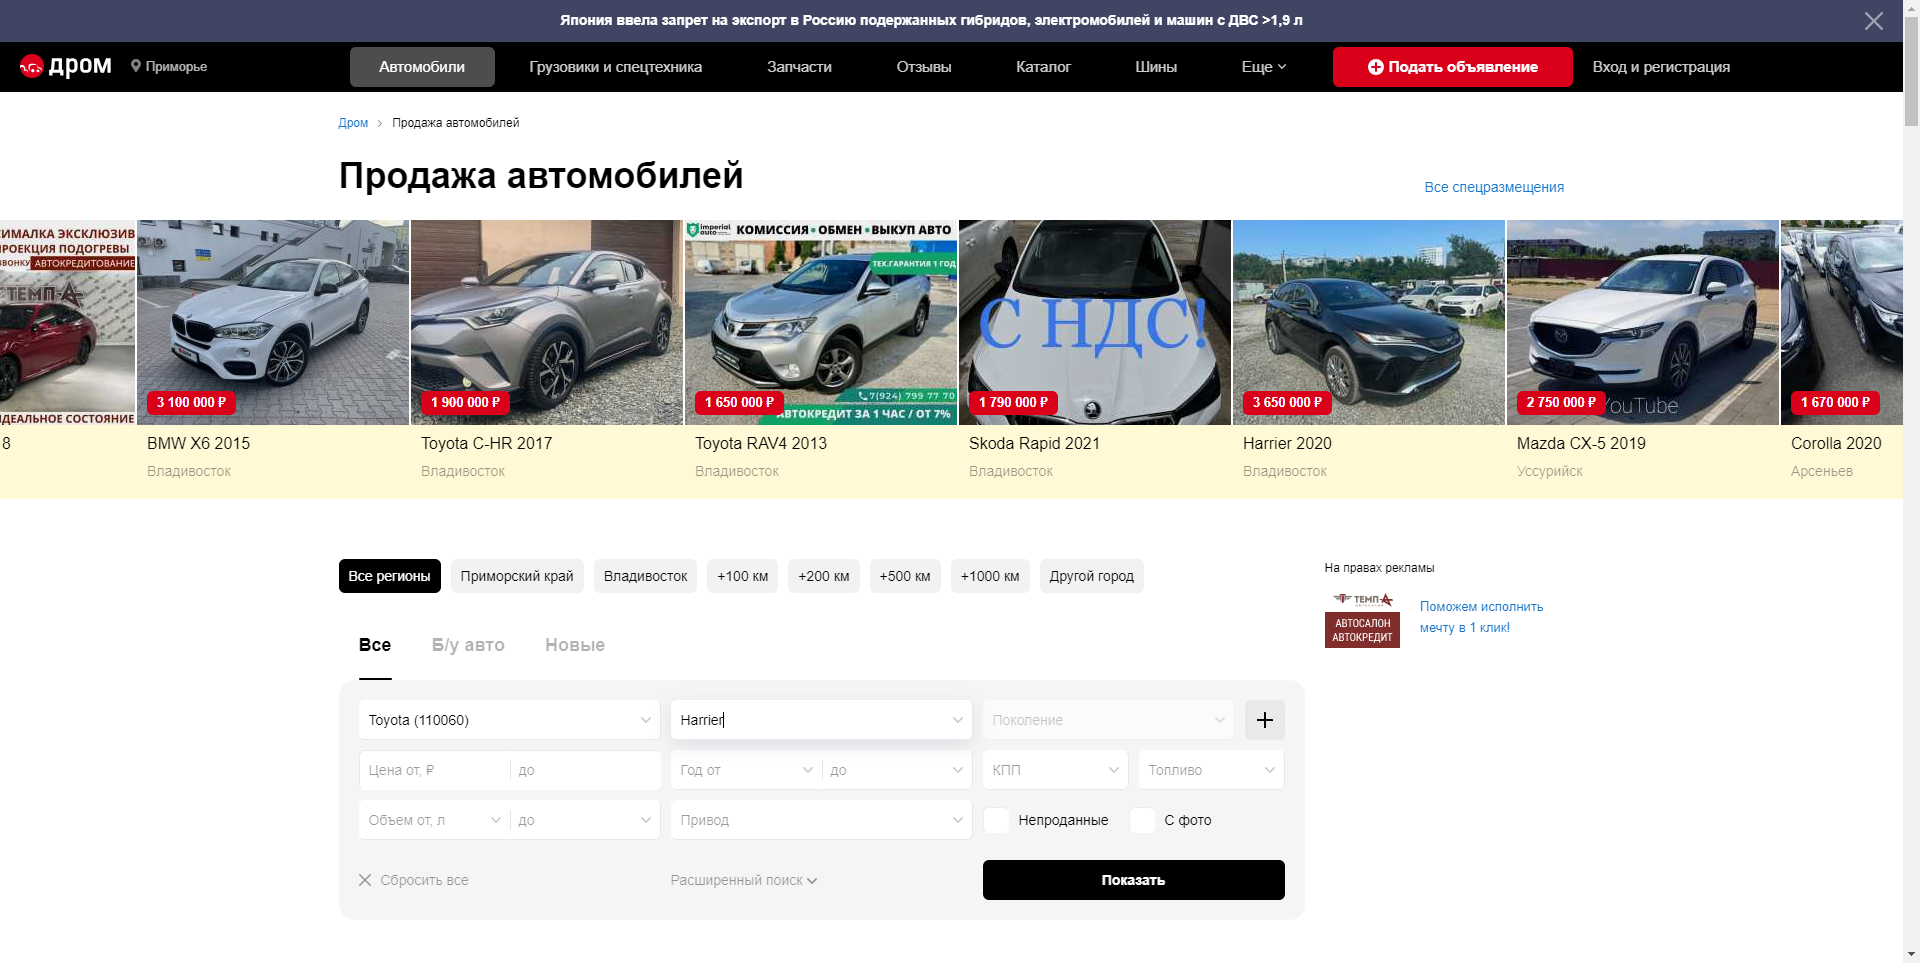 Япония ввела запрет на экспорт в Россию подержанных гибридов, электромобилей и машин с ДВС >1,9 л
дром Приморье Автомобили Грузовики и спецтехника Запчасти Отзывы Каталог Шины Еще Подать объявление Вход и регистрация
Дром > Продажа автомобилей
Продажа автомобилей
Все спецразмещения
ИМАЛКА ЭКСКЛЮЗИВ
РОЕКЦИЯ ПОДОГРЕВЫ
ВОНКУ АВТОКРЕДИТОВАНИЕ
ТЕМП-А
ДЕАЛЬНОЕ СОСТОЯНИЕ
8
3 100 000 ₽
BMW X6 2015
Владивосток
1 900 000 ₽
Toyota C-HR 2017
Владивосток
imperial auto КОМИССИЯ • ОБМЕН • ВЫКУП АВТО
ТЕХ.ГАРАНТИЯ 1 ГОД
7(924) 799 77 70
АВТОКРЕДИТ ЗА 1 ЧАС / ОТ 7%
1 650 000 ₽
Toyota RAV4 2013
Владивосток
С НДС!
1 790 000 ₽
Skoda Rapid 2021
Владивосток
3 650 000 ₽
Harrier 2020
Владивосток
YouTube
2 750 000 ₽
Mazda CX-5 2019
Уссурийск
1 670 000 ₽
Corolla 2020
Арсеньев
Все регионы Приморский край Владивосток +100 км +200 км +500 км +1000 км Другой город
На правах рекламы
ТЕМП-А
АВТОСАЛОН
АВТОКРЕДИТ
Поможем исполнить
мечту в 1 клик!
Все Б/у авто Новые
Toyota (110060) Harrier Поколение
Цена от, ₽ до Год от до КПП Топливо
Объем от, л до Привод Непроданные С фото
Сбросить все Расширенный поиск Показать